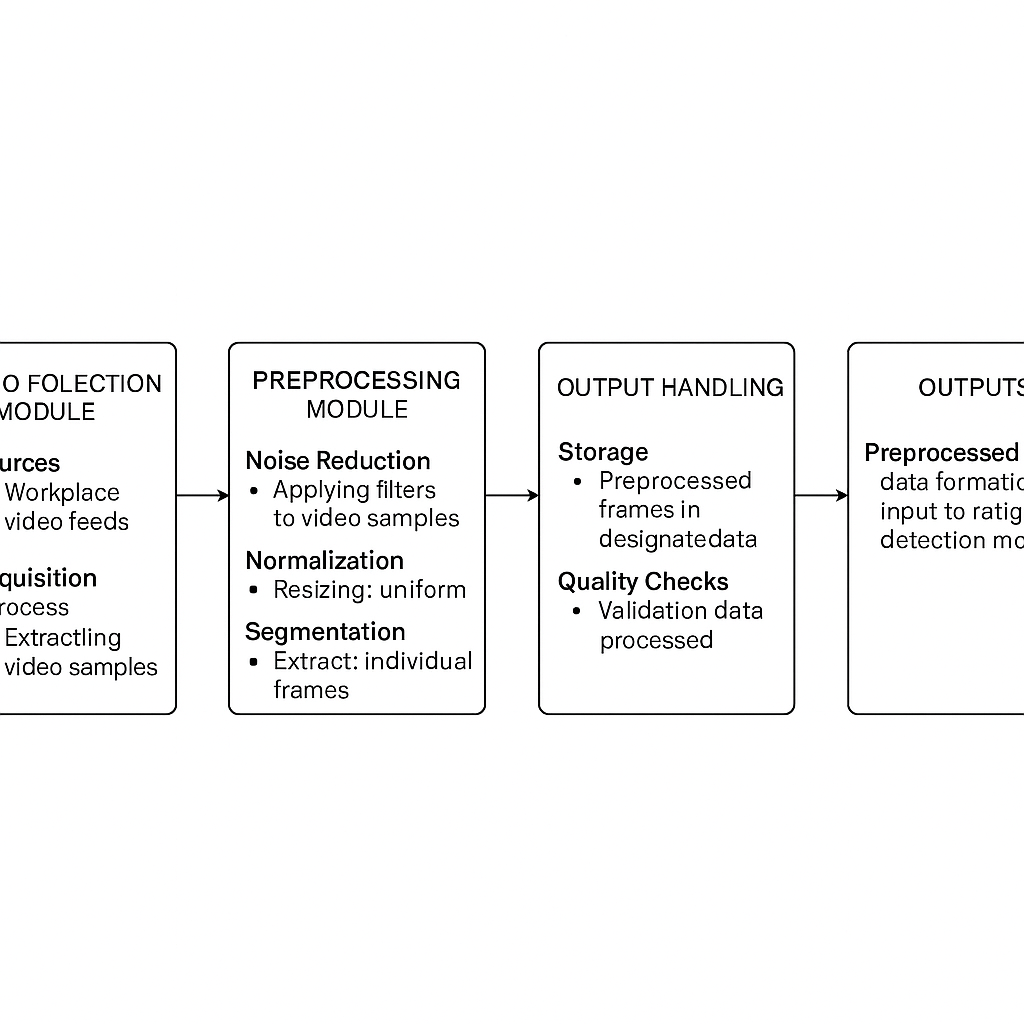 O FOLECTION
MODULE
urces
Workplace
video feeds
quisition
rocess
Extractling
video samples
PREPROCESSING
MODULE
Noise Reduction
• Applying filters
to video samples
Normalization
• Resizing: uniform
Segmentation
• Extract: individual
frames
OUTPUT HANDLING
Storage
• Preprocessed
frames in
designatedata
Quality Checks
• Validation data
processed
OUTPUTS
Preprocessed
data formatic
input to ratig
detection mo